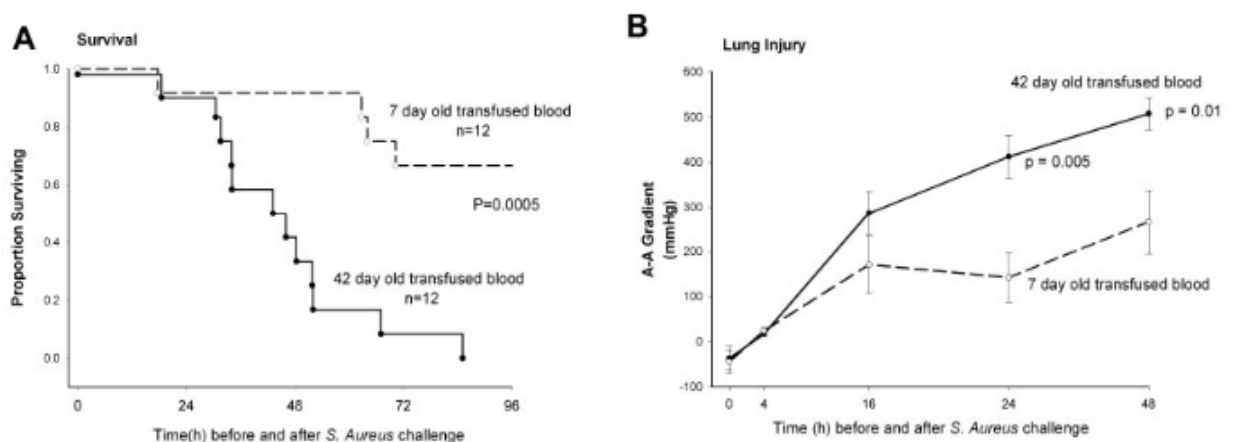 A
Survival
1.0
0.8
0.6
0.4
0.2
0.0
Proportion Surviving
7 day old transfused blood
n=12
P=0.0005
42 day old transfused blood
n=12
0
24
48
72
96
Time(h) before and after S. Aureus challenge
B
Lung Injury
600
500
400
300
200
100
0
-100
A-A Gradient
(mmHg)
42 day old transfused blood
p = 0.01
p = 0.005
7 day old transfused blood
0
4
16
24
48
Time (h) before and after S. Aureus challenge